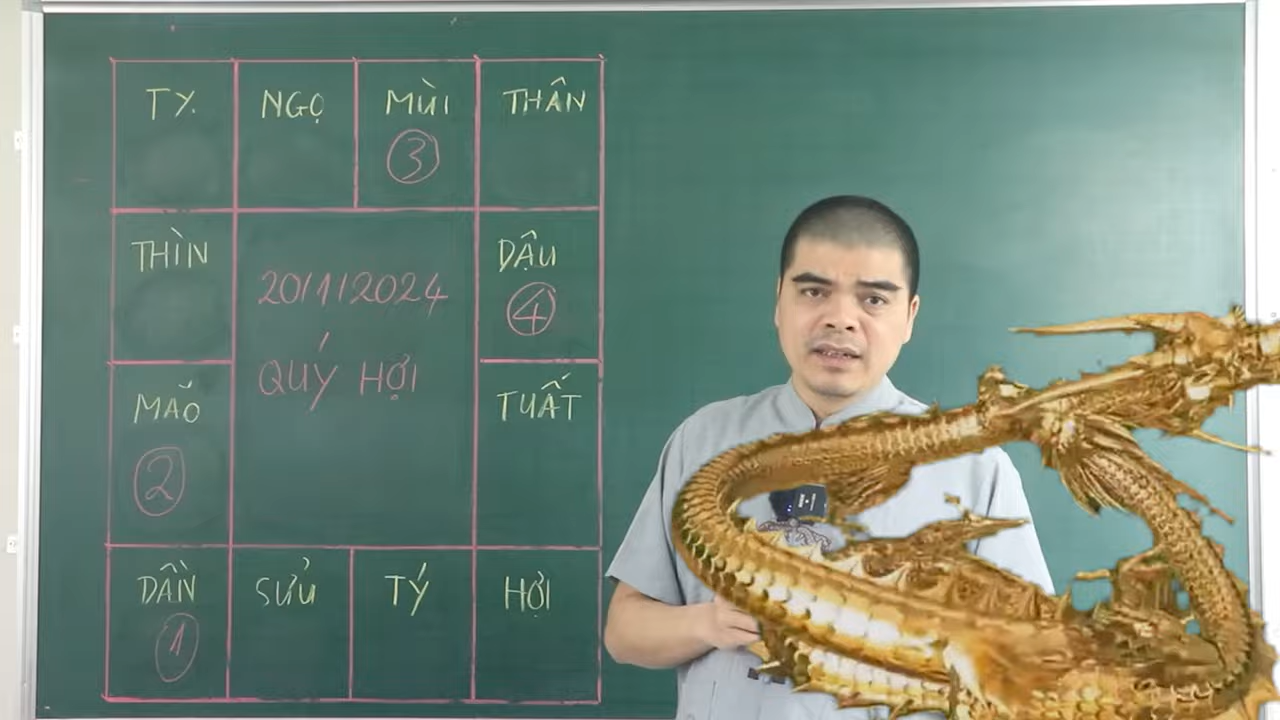 TỴ
NGỌ
MÙI
THÂN
3
THÌN
DẬU
4
20/1/2024
QUÝ HỢI
MÃO
2
TUẤT
DẦN
1
SỬU
TÝ
HỢI